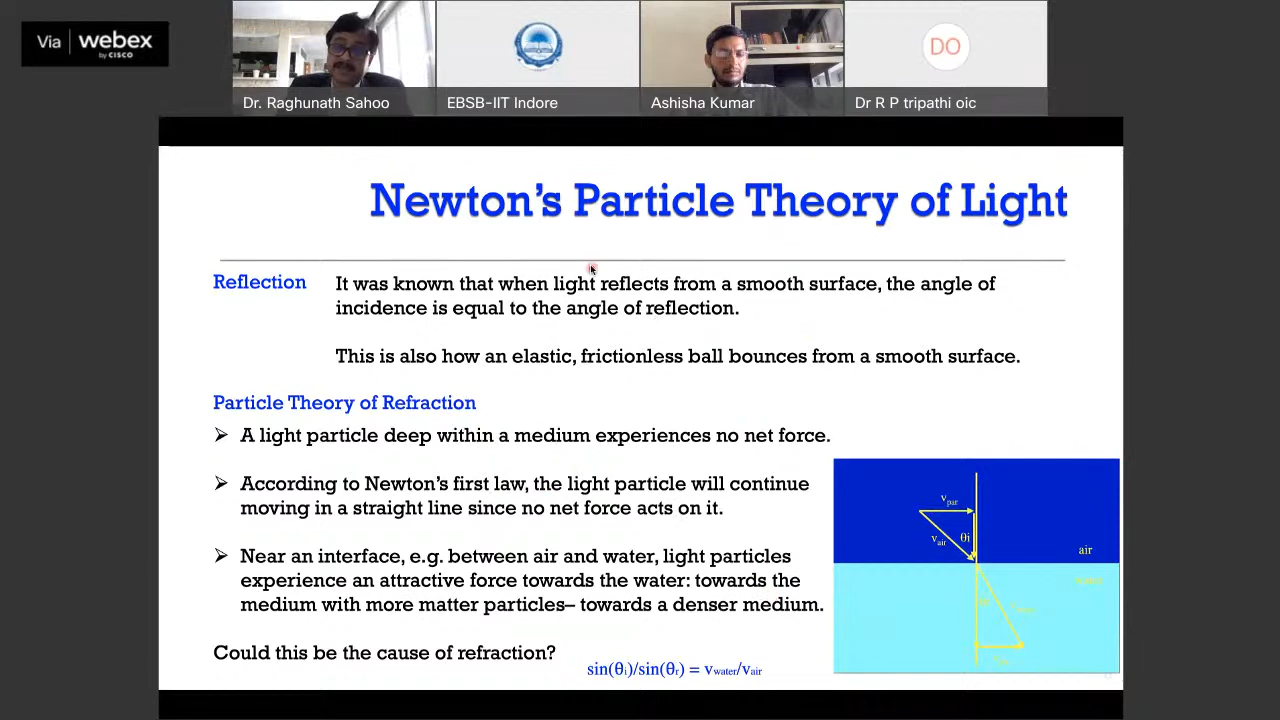 Via webex
by CISCO
Dr. Raghunath Sahoo
EBSB-IIT Indore
Ashisha Kumar
DO
Dr R P tripathi oic
Newton's Particle Theory of Light
Reflection
It was known that when light reflects from a smooth surface, the angle of
incidence is equal to the angle of reflection.
This is also how an elastic, frictionless ball bounces from a smooth surface.
Particle Theory of Refraction
➢ A light particle deep within a medium experiences no net force.
➢ According to Newton's first law, the light particle will continue
moving in a straight line since no net force acts on it.
➢ Near an interface, e.g. between air and water, light particles
experience an attractive force towards the water: towards the
medium with more matter particles– towards a denser medium.
Could this be the cause of refraction?
sin(θi)/sin(θr) = vwater/vair
vpar
vair
θi
air